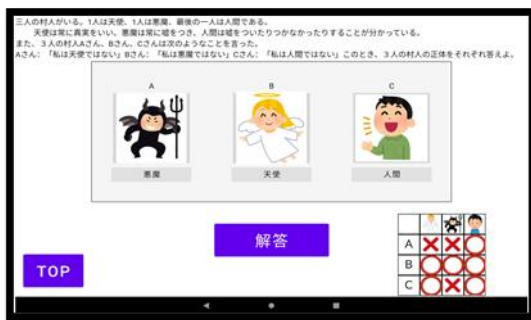 三人の村人がいる。1人は天使、1人は悪魔、最後の一人は人間である。
天使は常に真実をいい、悪魔は常に嘘をつき、人間は嘘をついたりつかなかったりすることが分かっている。
また、3人の村人Aさん、Bさん、Cさんは次のようなことを言った。
Aさん：「私は天使ではない」Bさん：「私は悪魔ではない」Cさん：「私は人間ではない」このとき、3人の村人の正体をそれぞれ答えよ。
A B C
悪魔 天使 人間
解答
TOP
A
B
C